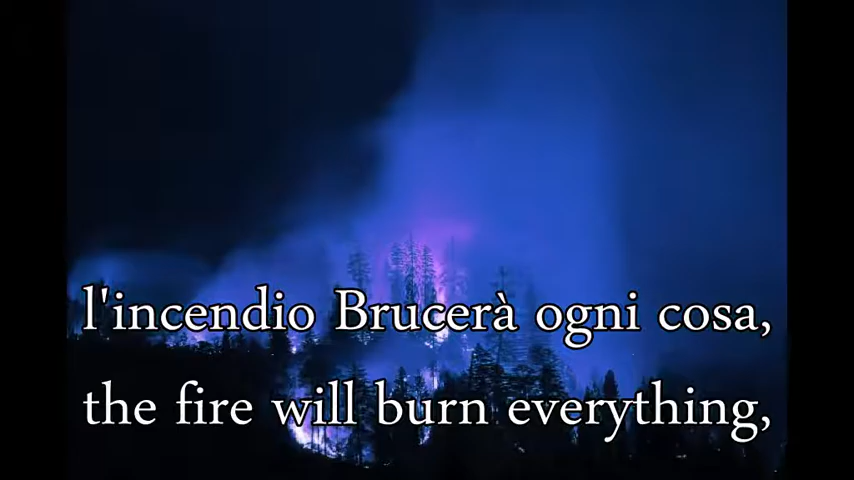 l'incendio Brucerà ogni cosa,
the fire will burn everything,